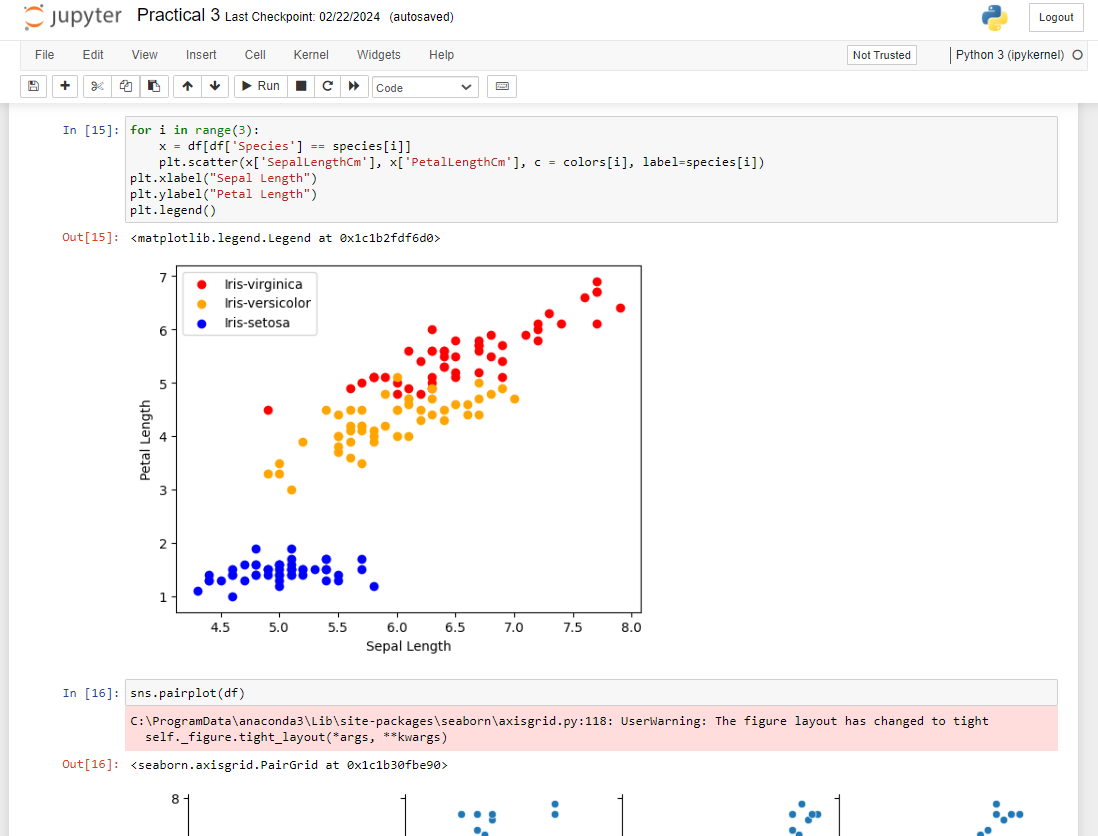 jupyter Practical 3 Last Checkpoint: 02/22/2024 (autosaved)
Logout
File Edit View Insert Cell Kernel Widgets Help
Not Trusted
Python 3 (ipykernel)
Run
Code
In [15]:
for i in range(3):
    x = df[df['Species'] == species[i]]
    plt.scatter(x['SepalLengthCm'], x['PetalLengthCm'], c = colors[i], label=species[i])
plt.xlabel("Sepal Length")
plt.ylabel("Petal Length")
plt.legend()
Out[15]: <matplotlib.legend.Legend at 0x1c1b2fdf6d0>
Iris-virginica
Iris-versicolor
Iris-setosa
7
6
5
4
3
2
1
Petal Length
4.5 5.0 5.5 6.0 6.5 7.0 7.5 8.0
Sepal Length
In [16]: sns.pairplot(df)
C:\ProgramData\anaconda3\Lib\site-packages\seaborn\axisgrid.py:118: UserWarning: The figure layout has changed to tight
  self._figure.tight_layout(*args, **kwargs)
Out[16]: <seaborn.axisgrid.PairGrid at 0x1c1b30fbe90>
8